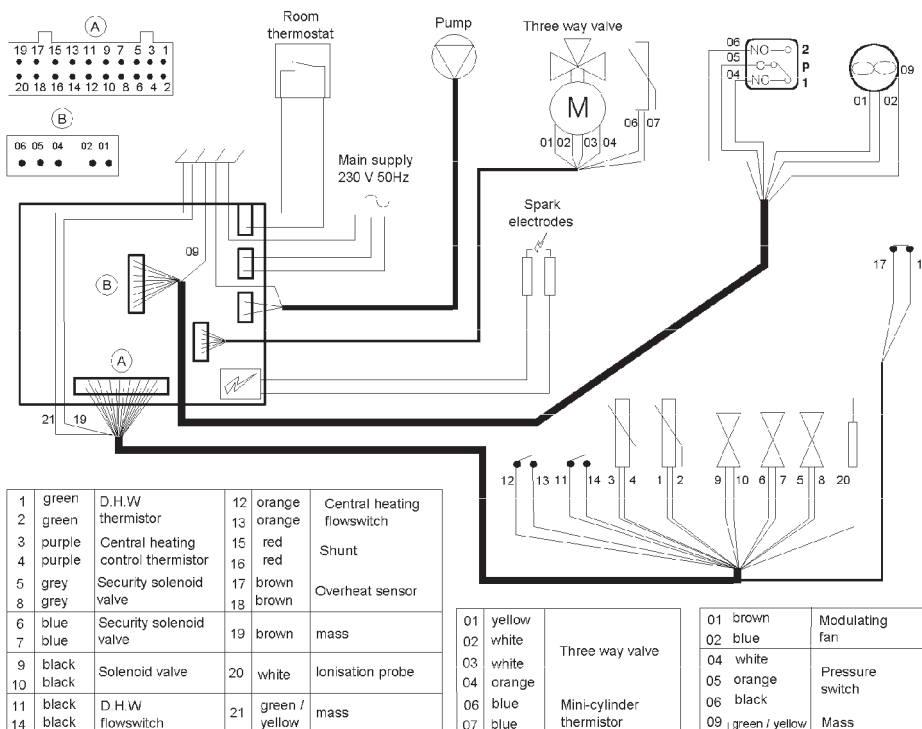 A
19 17 15 13 11 9 7 5 3 1
20 18 16 14 12 10 8 6 4 2
B
06 05 04 02 01
Room
thermostat
Pump
Three way valve
M
01 02 03 04
06 07
06 NO 2
05 C P
04 NC 1
09
01 02
Main supply
230 V 50Hz
Spark
electrodes
09
B
A
21 19
17 1
12 13 11 14 3 4 1 2 9 10 6 7 5 8 20
1 green D.H.W
2 green thermistor
3 purple Central heating
4 purple control thermistor
5 grey Security solenoid
8 grey valve
6 blue Security solenoid
7 blue valve
9 black Solenoid valve
10 black
11 black D.H.W
14 black flowswitch
12 orange Central heating
13 orange flowswitch
15 red Shunt
16 red
17 brown Overheat sensor
18 brown
19 brown mass
20 white Ionisation probe
21 green / yellow mass
01 yellow Three way valve
02 white
03 white
04 orange
06 blue Mini-cylinder
07 blue thermistor
01 brown Modulating
02 blue fan
04 white Pressure
05 orange switch
06 black
09 green / yellow Mass